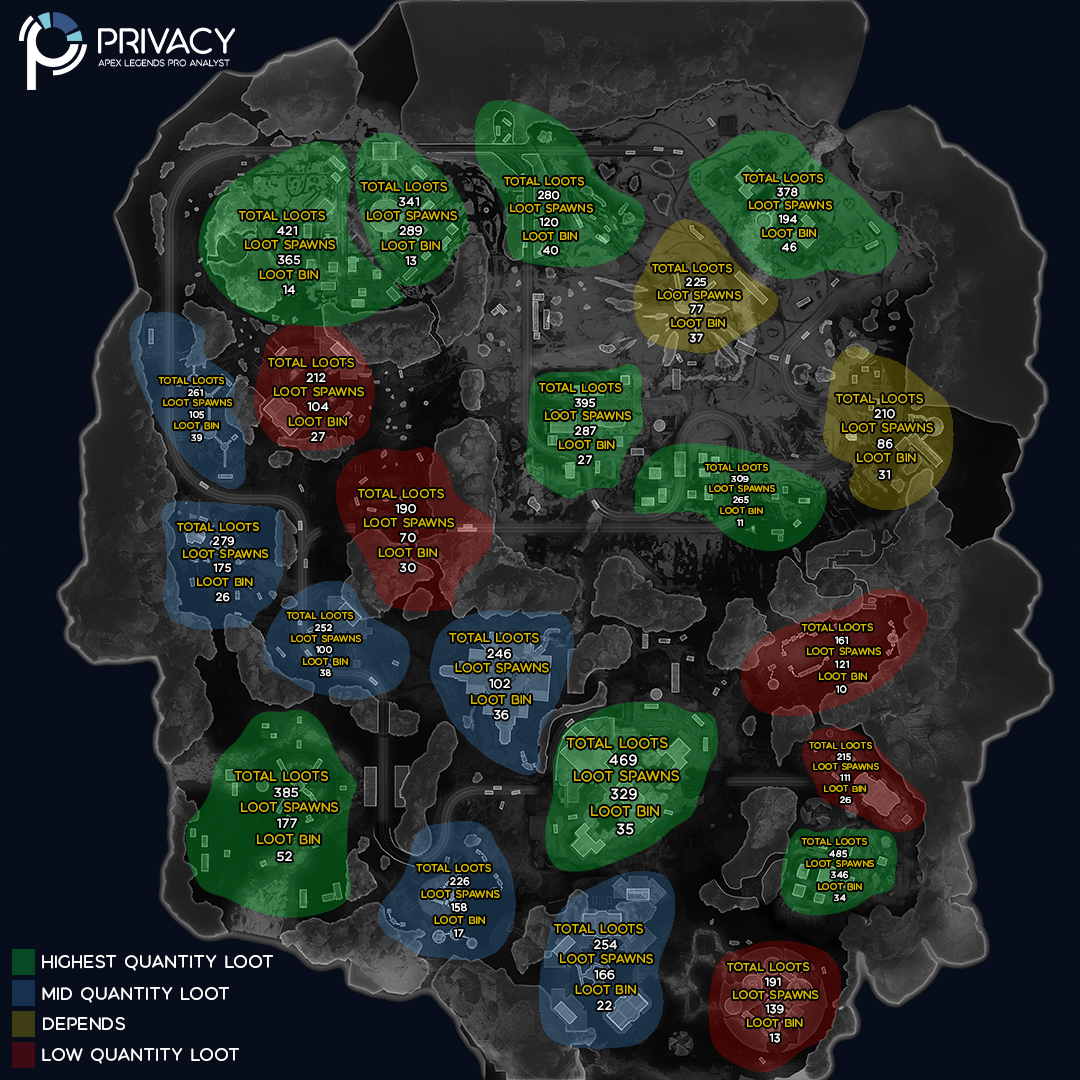 PRIVACY
APEX LEGENDS PRO ANALYST
TOTAL LOOTS
421
LOOT SPAWNS
365
LOOT BIN
14
TOTAL LOOTS
341
LOOT SPAWNS
289
LOOT BIN
13
TOTAL LOOTS
280
LOOT SPAWNS
120
LOOT BIN
40
TOTAL LOOTS
378
LOOT SPAWNS
194
LOOT BIN
46
TOTAL LOOTS
225
LOOT SPAWNS
77
LOOT BIN
37
TOTAL LOOTS
261
LOOT SPAWNS
105
LOOT BIN
39
TOTAL LOOTS
212
LOOT SPAWNS
104
LOOT BIN
27
TOTAL LOOTS
395
LOOT SPAWNS
287
LOOT BIN
27
TOTAL LOOTS
210
LOOT SPAWNS
86
LOOT BIN
31
TOTAL LOOTS
309
LOOT SPAWNS
265
LOOT BIN
11
TOTAL LOOTS
190
LOOT SPAWNS
70
LOOT BIN
30
TOTAL LOOTS
279
LOOT SPAWNS
175
LOOT BIN
26
TOTAL LOOTS
252
LOOT SPAWNS
100
LOOT BIN
38
TOTAL LOOTS
246
LOOT SPAWNS
102
LOOT BIN
36
TOTAL LOOTS
161
LOOT SPAWNS
121
LOOT BIN
10
TOTAL LOOTS
469
LOOT SPAWNS
329
LOOT BIN
35
TOTAL LOOTS
215
LOOT SPAWNS
111
LOOT BIN
26
TOTAL LOOTS
385
LOOT SPAWNS
177
LOOT BIN
52
TOTAL LOOTS
485
LOOT SPAWNS
346
LOOT BIN
34
TOTAL LOOTS
226
LOOT SPAWNS
158
LOOT BIN
17
TOTAL LOOTS
254
LOOT SPAWNS
166
LOOT BIN
22
TOTAL LOOTS
191
LOOT SPAWNS
139
LOOT BIN
13
HIGHEST QUANTITY LOOT
MID QUANTITY LOOT
DEPENDS
LOW QUANTITY LOOT